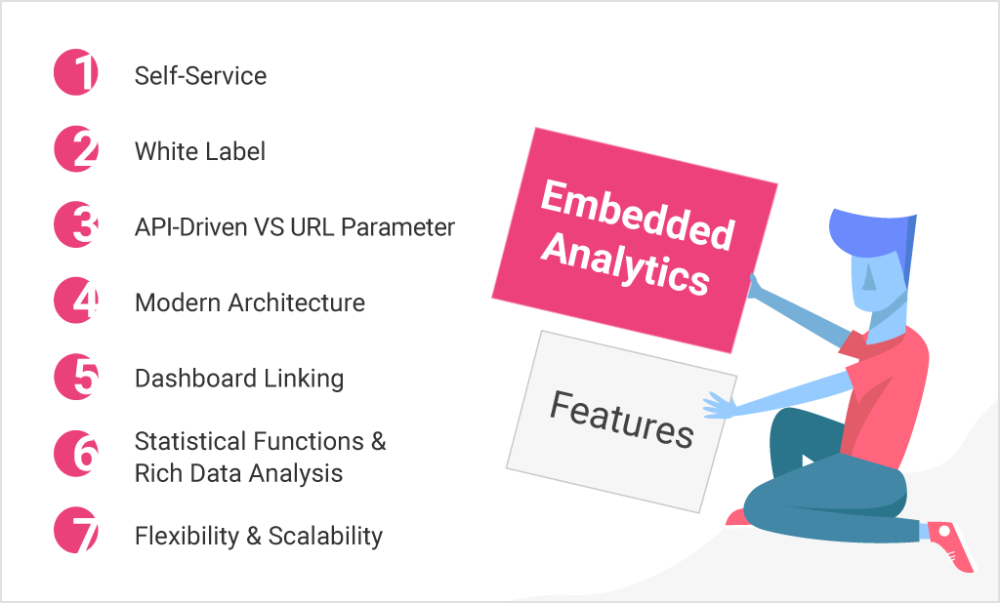 1 Self-Service
2 White Label
3 API-Driven VS URL Parameter
4 Modern Architecture
5 Dashboard Linking
6 Statistical Functions &
Rich Data Analysis
7 Flexibility & Scalability
Embedded
Analytics
Features